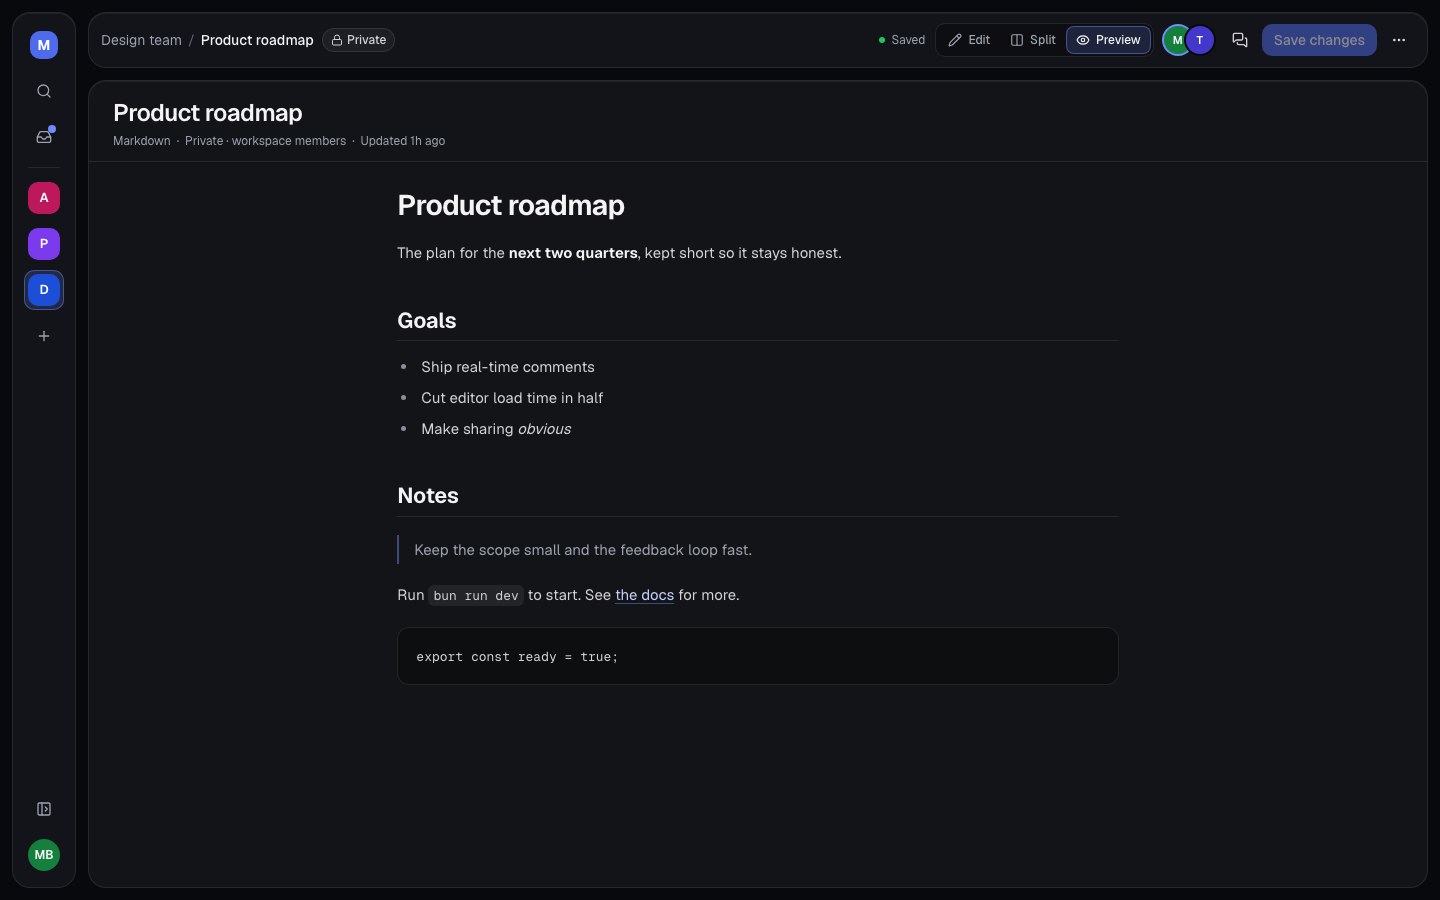 M
Design team / Product roadmap Private
Saved Edit Split Preview M T Save changes
Product roadmap
Markdown · Private · workspace members · Updated 1h ago
A
P
D
Product roadmap
The plan for the next two quarters, kept short so it stays honest.
Goals
Ship real-time comments
Cut editor load time in half
Make sharing obvious
Notes
Keep the scope small and the feedback loop fast.
Run bun run dev to start. See the docs for more.
export const ready = true;
MB